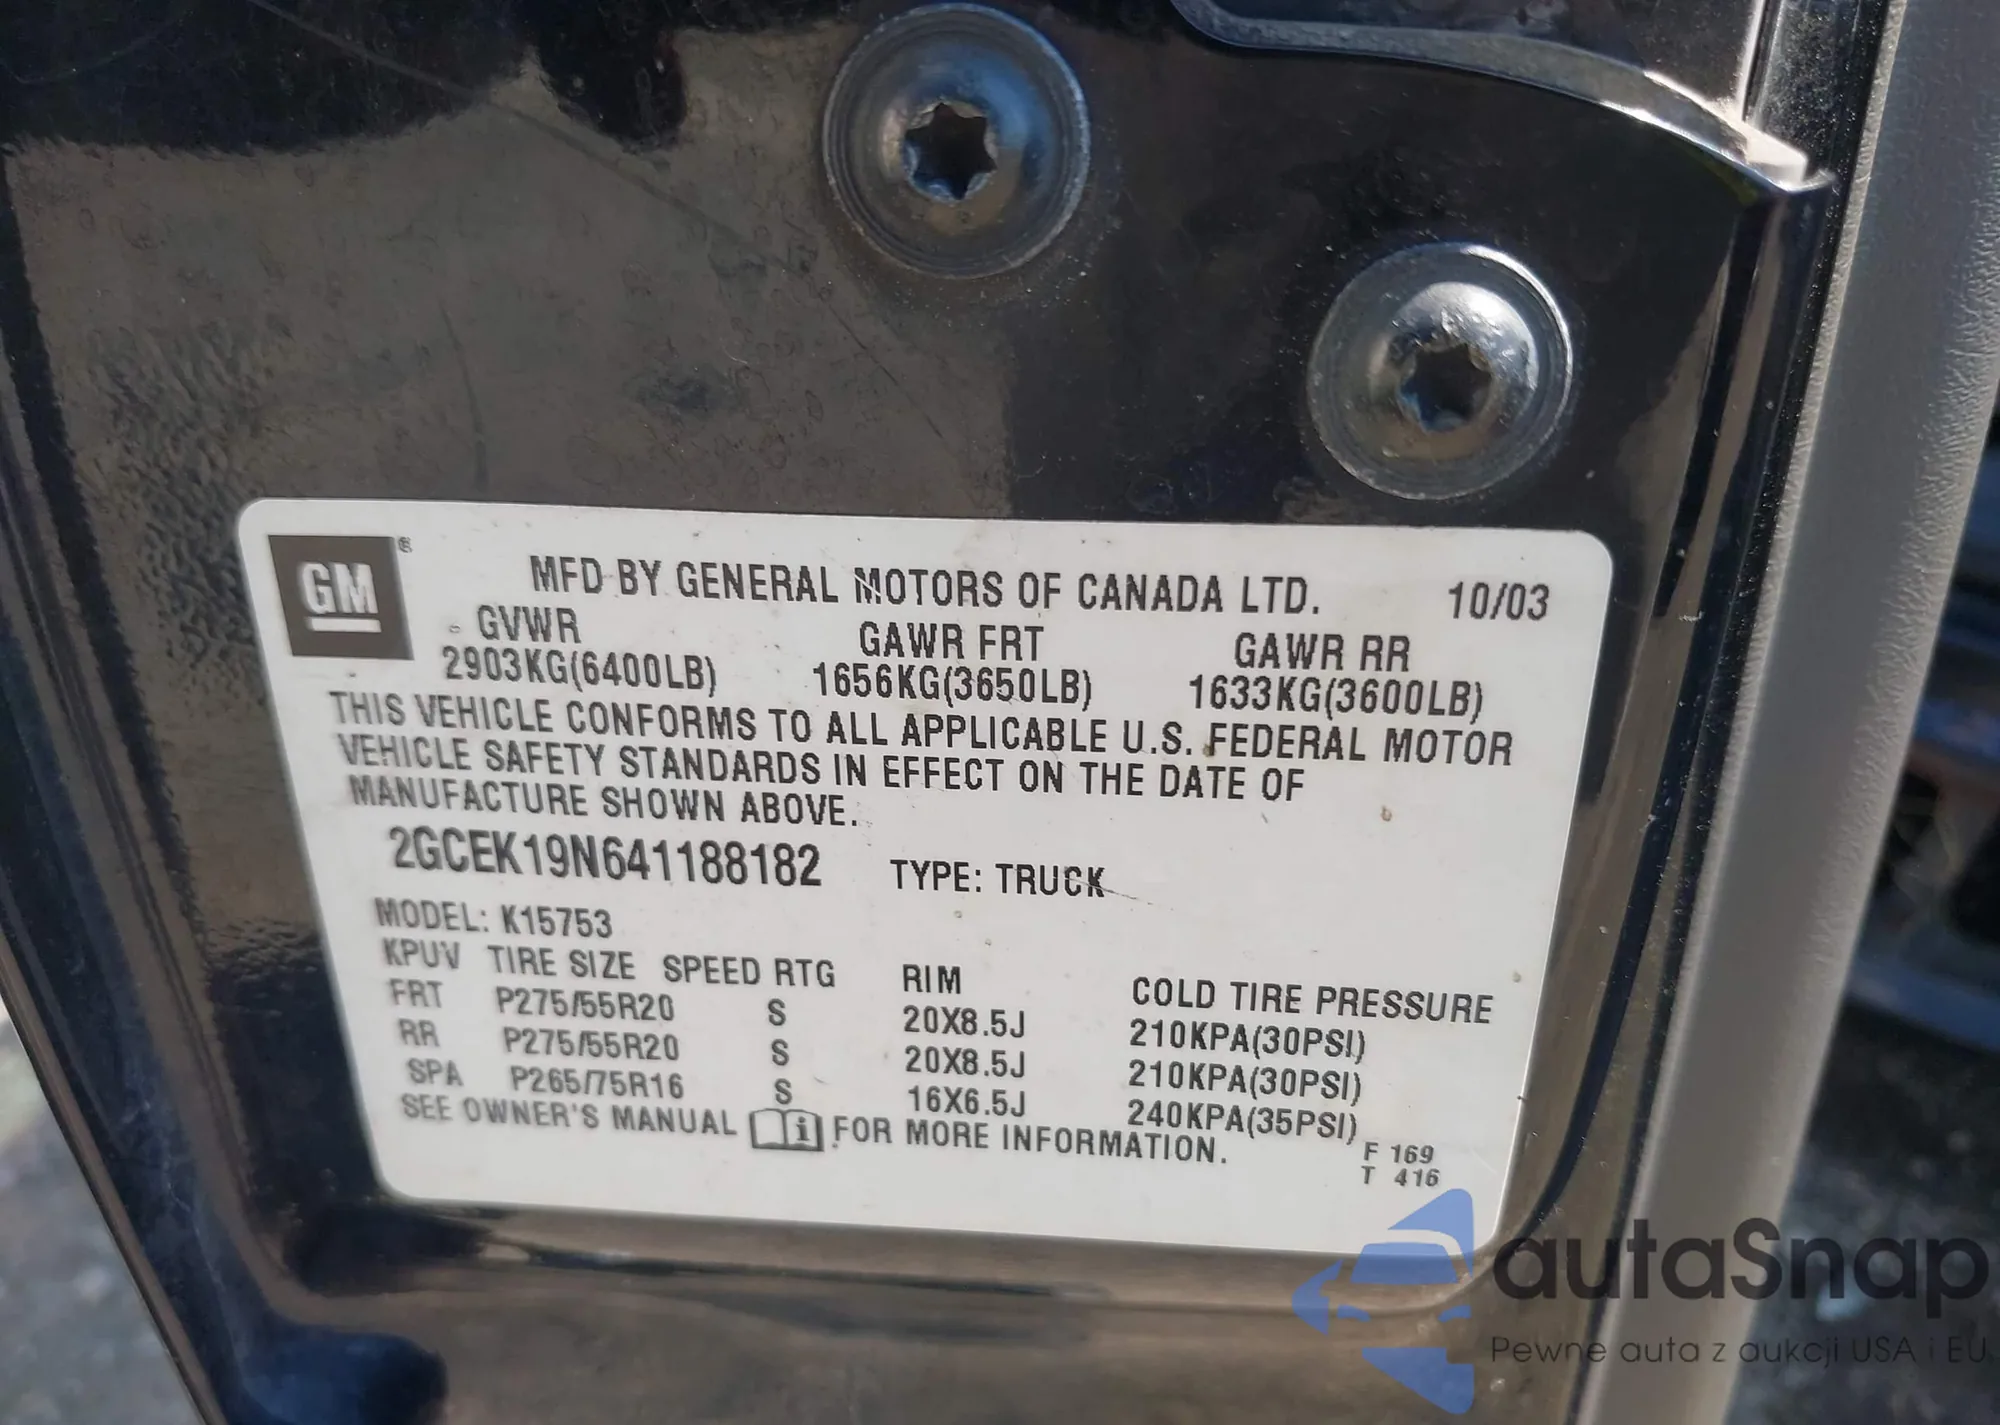 GM®
MFD BY GENERAL MOTORS OF CANADA LTD. 10/03
GVWR GAWR FRT GAWR RR
2903KG(6400LB) 1656KG(3650LB) 1633KG(3600LB)
THIS VEHICLE CONFORMS TO ALL APPLICABLE U.S. FEDERAL MOTOR
VEHICLE SAFETY STANDARDS IN EFFECT ON THE DATE OF
MANUFACTURE SHOWN ABOVE.
2GCEK19N641188182 TYPE: TRUCK
MODEL: K15753
KPUV TIRE SIZE SPEED RTG RIM COLD TIRE PRESSURE
FRT P275/55R20 S 20X8.5J 210KPA(30PSI)
RR P275/55R20 S 20X8.5J 210KPA(30PSI)
SPA P265/75R16 S 16X6.5J 240KPA(35PSI)
SEE OWNER'S MANUAL i FOR MORE INFORMATION.
F 169
T 416
autaSnap
Pewne auta z aukcji USA i EU